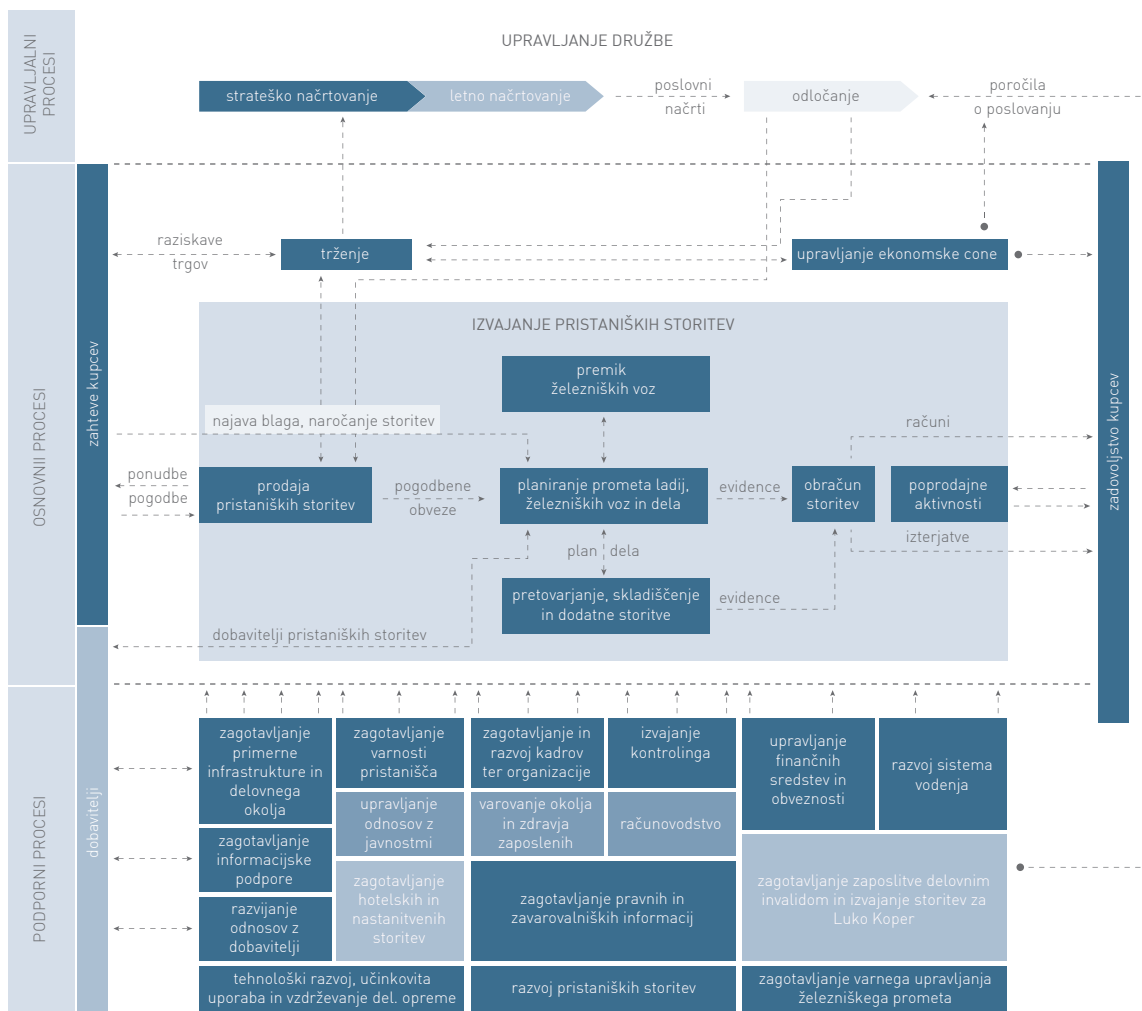 UPRAVLJALNI
PROCESI
UPRAVLJANJE DRUŽBE
strateško načrtovanje
letno načrtovanje
poslovni
načrti
odločanje
poročila
o poslovanju
OSNOVNII PROCESI
zahteve kupcev
zadovoljstvo kupcev
raziskave
trgov
trženje
upravljanje ekonomske cone
IZVAJANJE PRISTANIŠKIH STORITEV
premik
železniških voz
najava blaga, naročanje storitev
računi
ponudbe
pogodbe
prodaja
pristaniških storitev
pogodbene
obveze
planiranje prometa ladij,
železniških voz in dela
evidence
obračun
storitev
poprodajne
aktivnosti
plan dela
izterjatve
pretovarjanje, skladiščenje
in dodatne storitve
evidence
dobavitelji pristaniških storitev
PODPORNI PROCESI
dobavitelji
zagotavljanje
primerne
infrastrukture in
delovnega
okolja
zagotavljanje
varnosti
pristanišča
zagotavljanje in
razvoj kadrov
ter organizacije
izvajanje
kontrolinga
upravljanje
finančnih
sredstev in
obveznosti
razvoj sistema
vodenja
upravljanje
odnosov z
javnostmi
varovanje okolja
in zdravja
zaposlenih
računovodstvo
zagotavljanje
informacijske
podpore
zagotavljanje
hotelskih in
nastanitvenih
storitev
zagotavljanje pravnih in
zavarovalniških informacij
zagotavljanje zaposlitve delovnim
invalidom in izvajanje storitev za
Luko Koper
razvijanje
odnosov z
dobavitelji
tehnološki razvoj, učinkovita
uporaba in vzdrževanje del. opreme
razvoj pristaniških storitev
zagotavljanje varnega upravljanja
železniškega prometa